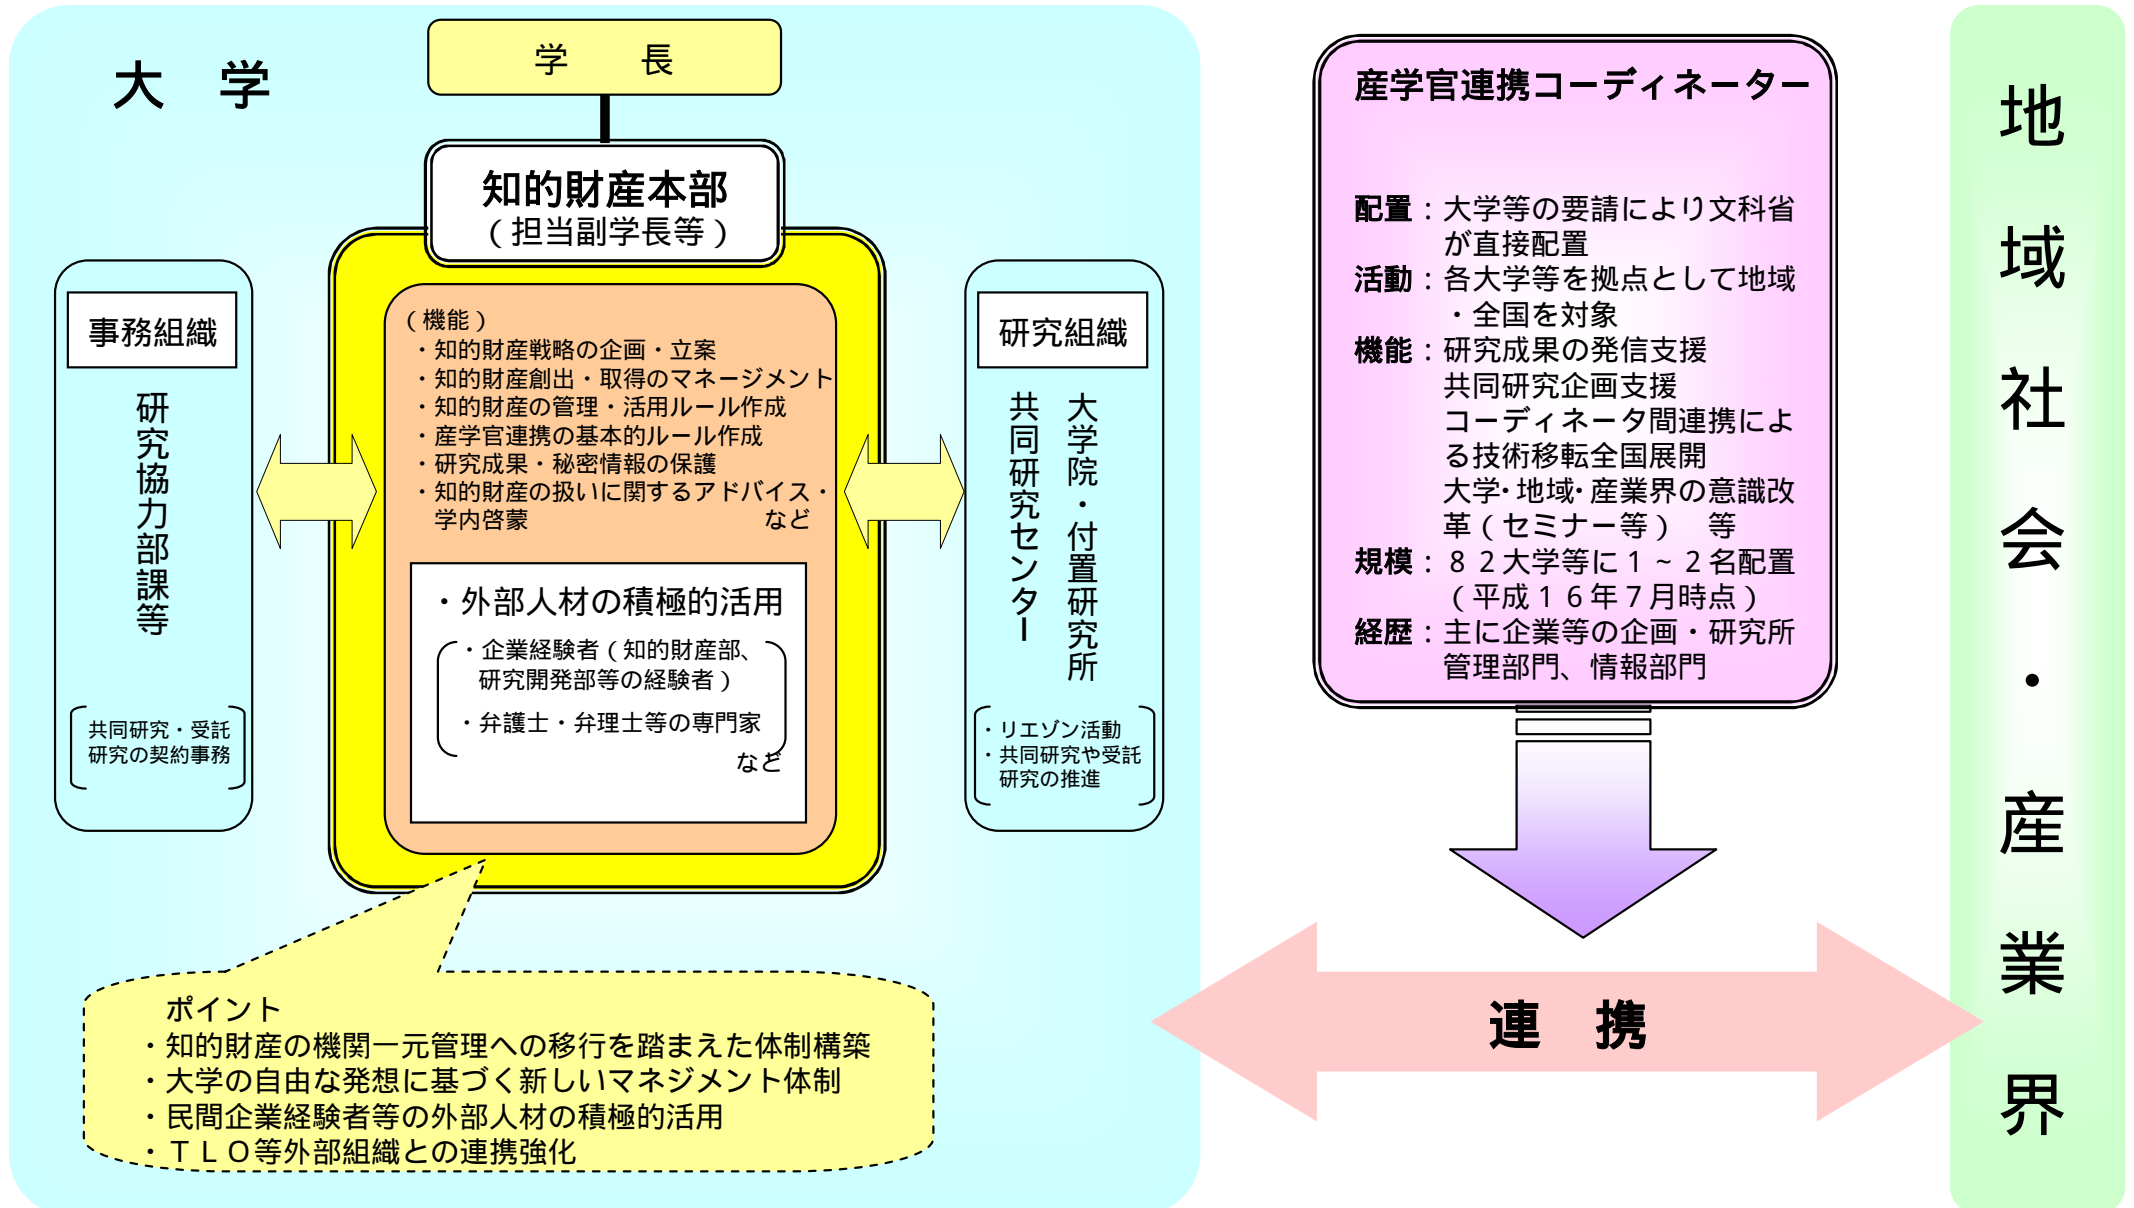 大　学
学　　長
知的財産本部
（担当副学長等）
事務組織
研究協力部課等
共同研究・受託
研究の契約事務
（機能）
・知的財産戦略の企画・立案
・知的財産創出・取得のマネージメント
・知的財産の管理・活用ルール作成
・産学官連携の基本的ルール作成
・研究成果・秘密情報の保護
・知的財産の扱いに関するアドバイス・
学内啓蒙　　　　　　　　　　など
・外部人材の積極的活用
・企業経験者（知的財産部、
研究開発部等の経験者）
・弁護士・弁理士等の専門家
など
研究組織
大学院・付置研究所
共同研究センター
・リエゾン活動
・共同研究や受託
研究の推進
ポイント
・知的財産の機関一元管理への移行を踏まえた体制構築
・大学の自由な発想に基づく新しいマネジメント体制
・民間企業経験者等の外部人材の積極的活用
・ＴＬＯ等外部組織との連携強化
産学官連携コーディネーター
配置：大学等の要請により文科省
が直接配置
活動：各大学等を拠点として地域
・全国を対象
機能：研究成果の発信支援
共同研究企画支援
コーディネータ間連携によ
る技術移転全国展開
大学・地域・産業界の意識改
革（セミナー等）　等
規模：８２大学等に１～２名配置
（平成１６年７月時点）
経歴：主に企業等の企画・研究所
管理部門、情報部門
連　携
地域社会・産業界